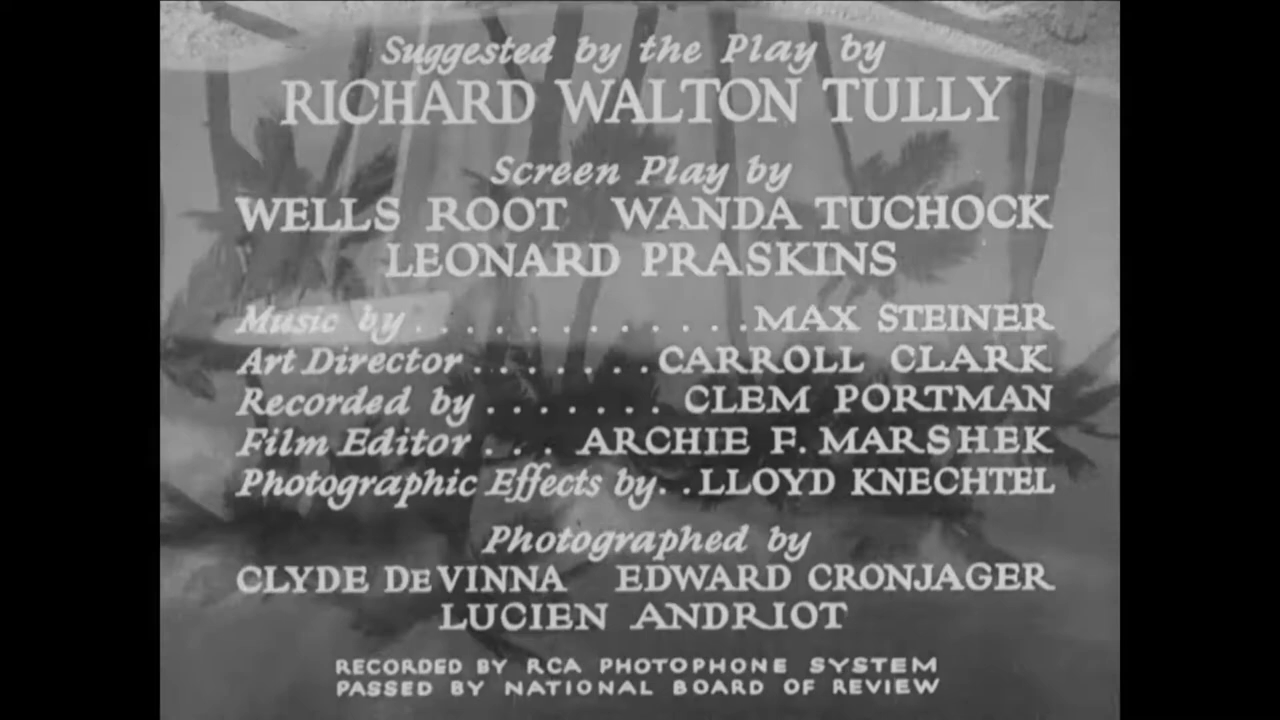 Suggested by the Play by
RICHARD WALTON TULLY
Screen Play by
WELLS ROOT WANDA TUCHOCK
LEONARD PRASKINS
Music by . . . . . . . . . . . . . MAX STEINER
Art Director . . . . . . . CARROLL CLARK
Recorded by . . . . . . . CLEM PORTMAN
Film Editor . . . ARCHIE F. MARSHEK
Photographic Effects by. . LLOYD KNECHTEL
Photographed by
CLYDE DEVINNA EDWARD CRONJAGER
LUCIEN ANDRIOT
RECORDED BY RCA PHOTOPHONE SYSTEM
PASSED BY NATIONAL BOARD OF REVIEW